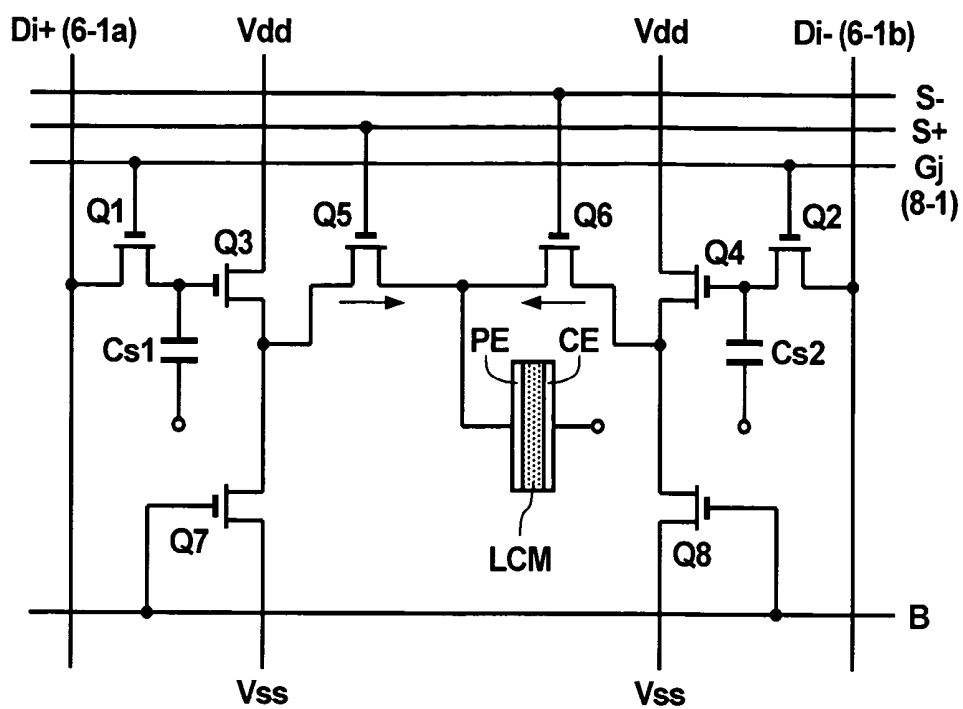 Di+ (6-1a) Vdd Vdd Di- (6-1b)
S-
S+
Gj
(8-1)
Q1 Q5 Q6 Q2
Q3 Q4
Cs1 PE CE Cs2
Q7 LCM Q8
B
Vss Vss